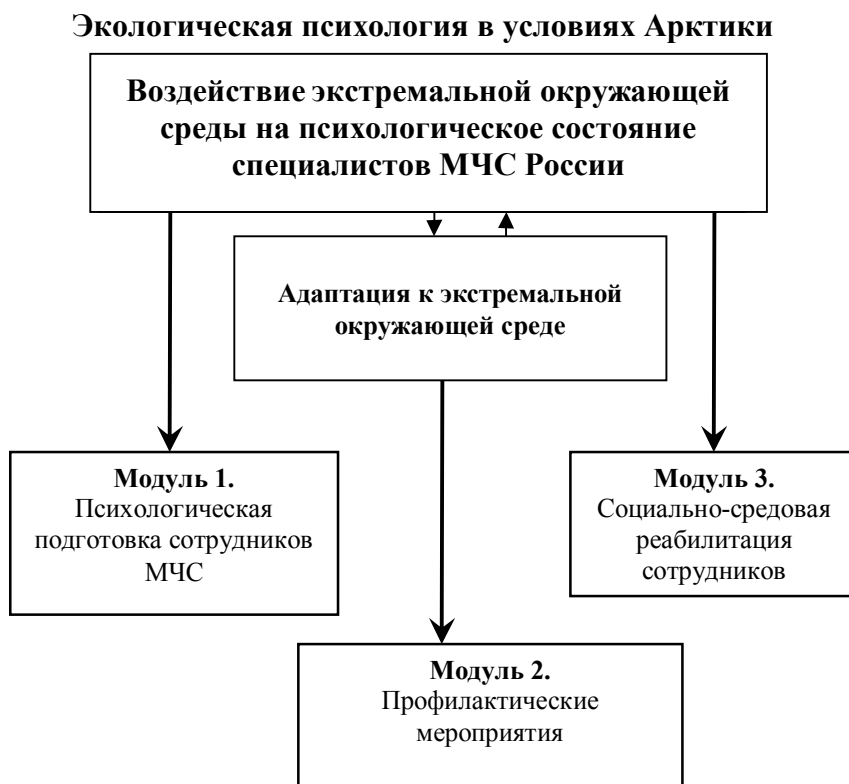 Экологическая психология в условиях Арктики
Воздействие экстремальной окружающей
среды на психологическое состояние
специалистов МЧС России
Адаптация к экстремальной
окружающей среде
Модуль 1.
Психологическая
подготовка сотрудников
МЧС
Модуль 3.
Социально-средовая
реабилитация
сотрудников
Модуль 2.
Профилактические
мероприятия